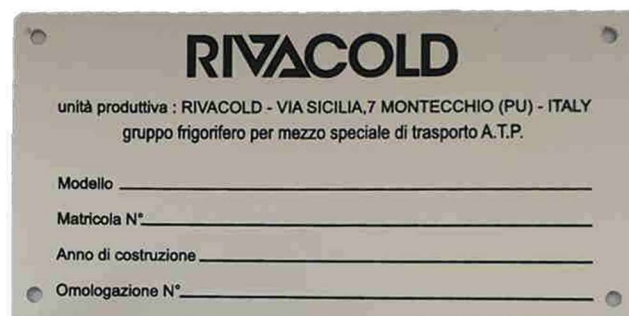 RIVACOLD
unità produttiva : RIVACOLD - VIA SICILIA,7 MONTECCHIO (PU) - ITALY
gruppo frigorifero per mezzo speciale di trasporto A.T.P.
Modello
Matricola N°
Anno di costruzione
Omologazione N°